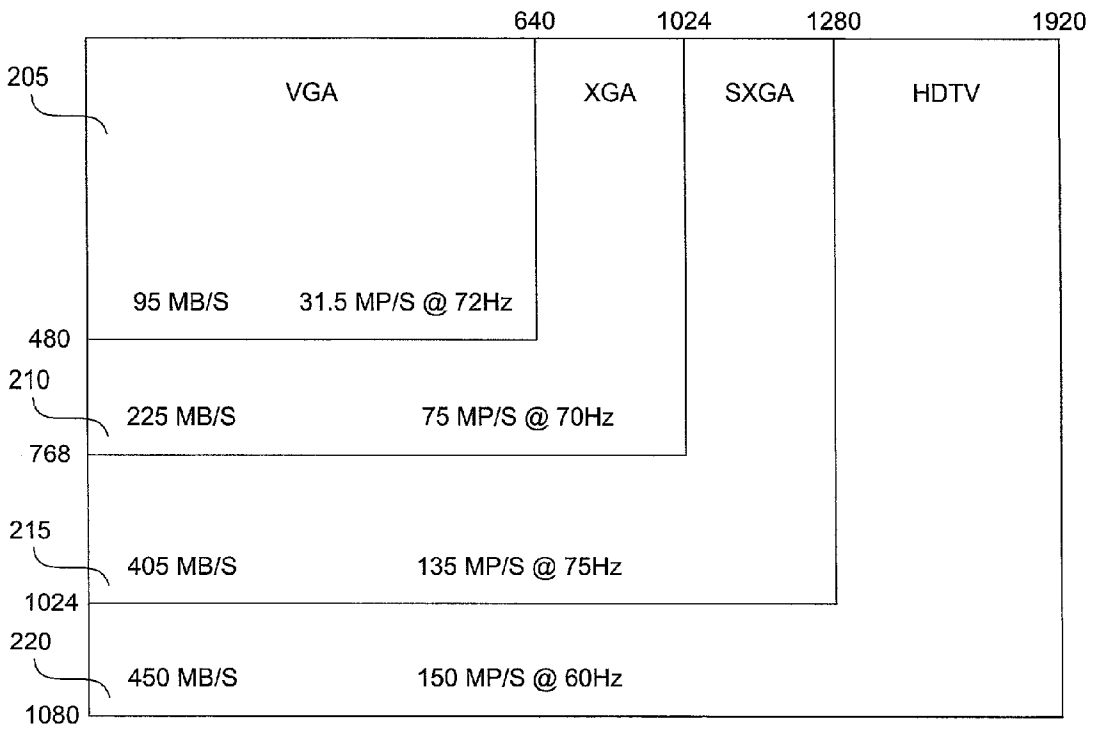 640 1024 1280 1920
205
VGA XGA SXGA HDTV
95 MB/S 31.5 MP/S @ 72Hz
480
210
225 MB/S 75 MP/S @ 70Hz
768
215
405 MB/S 135 MP/S @ 75Hz
1024
220
450 MB/S 150 MP/S @ 60Hz
1080